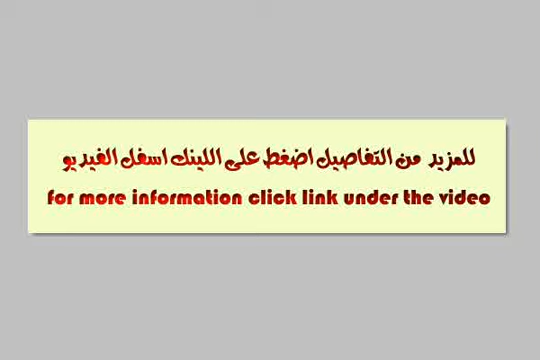 للمزيد من التفاصيل اضغط على اللينك اسفل الفيديو
for more information click link under the video